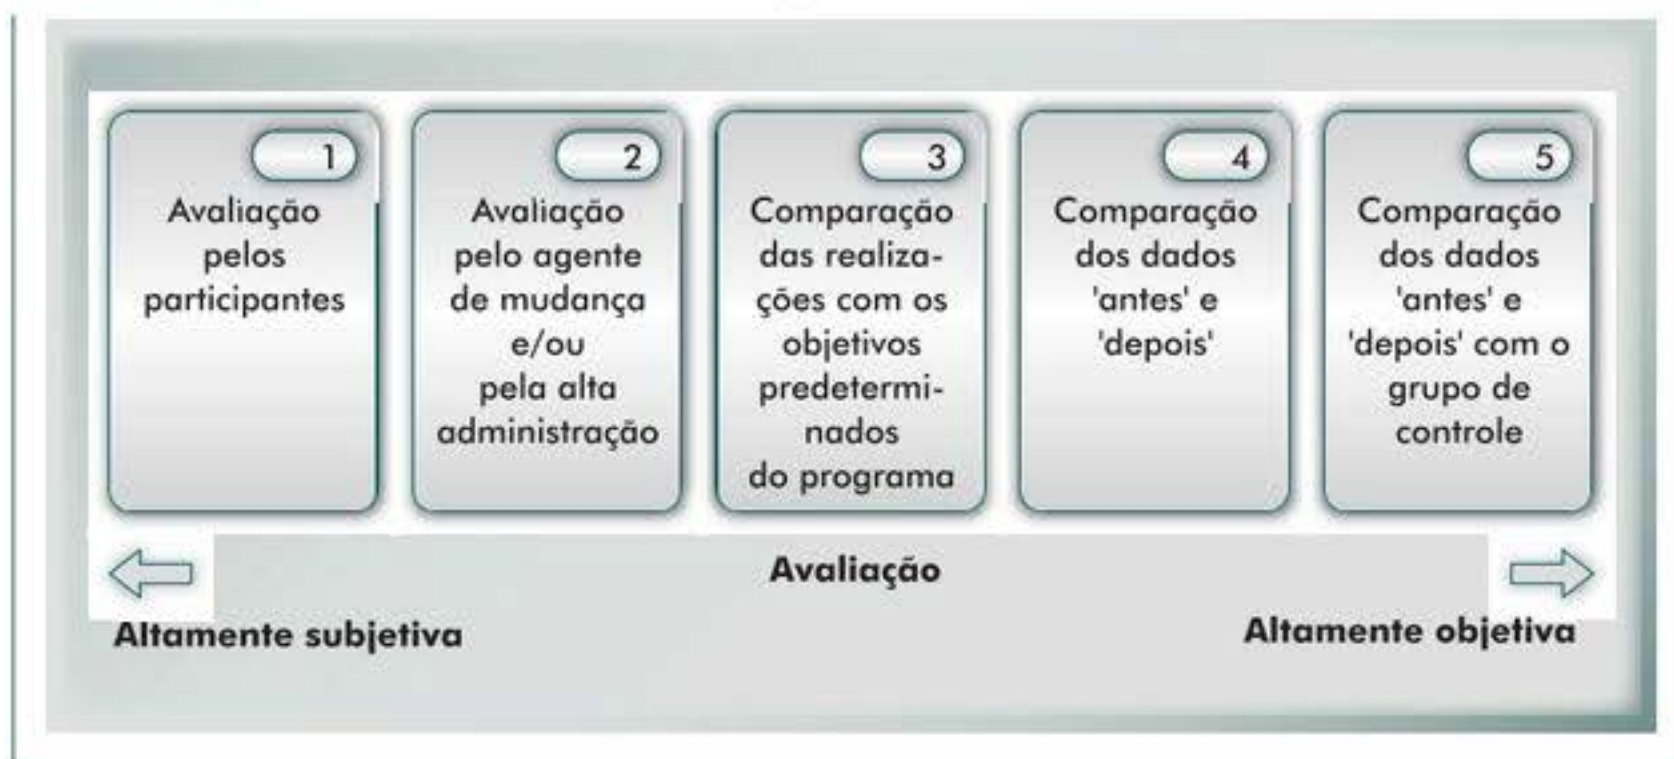 1
Avaliação
pelos
participantes
2
Avaliação
pelo agente
de mudança
e/ou
pela alta
administração
3
Comparação
das realiza-
ções com os
objetivos
predetermi-
nados
do programa
4
Comparação
dos dados
'antes' e
'depois'
5
Comparação
dos dados
'antes' e
'depois' com o
grupo de
controle
Avaliação
Altamente subjetiva
Altamente objetiva